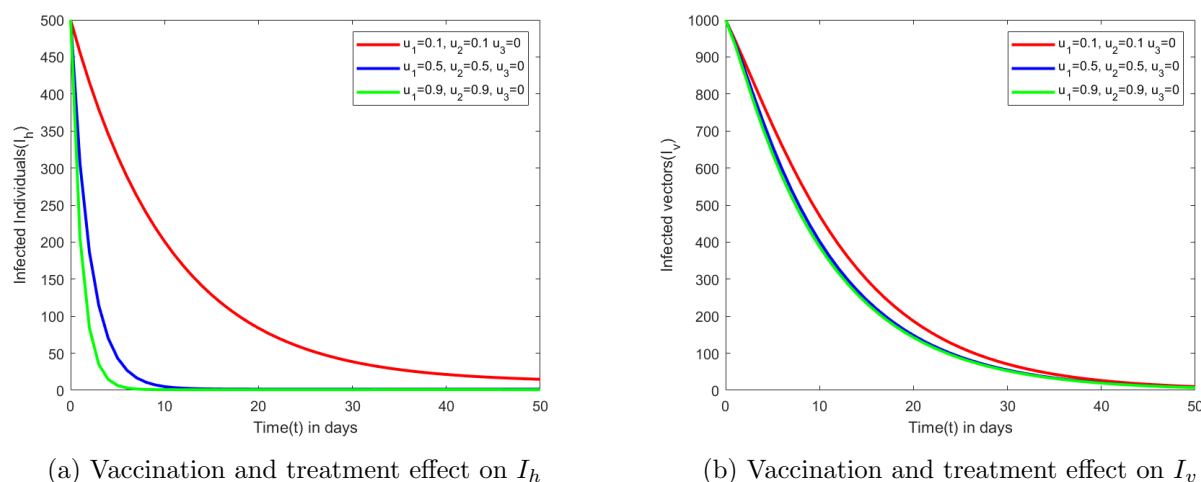 500
450
400
350
300
250
200
150
100
50
0
Infected Individuals(I_h)
u_1=0.1, u_2=0.1 u_3=0
u_1=0.5, u_2=0.5, u_3=0
u_1=0.9, u_2=0.9, u_3=0
0 10 20 30 40 50
Time(t) in days
(a) Vaccination and treatment effect on I_h
1000
900
800
700
600
500
400
300
200
100
0
Infected vectors(I_v)
u_1=0.1, u_2=0.1 u_3=0
u_1=0.5, u_2=0.5, u_3=0
u_1=0.9, u_2=0.9, u_3=0
0 10 20 30 40 50
Time(t) in days
(b) Vaccination and treatment effect on I_v